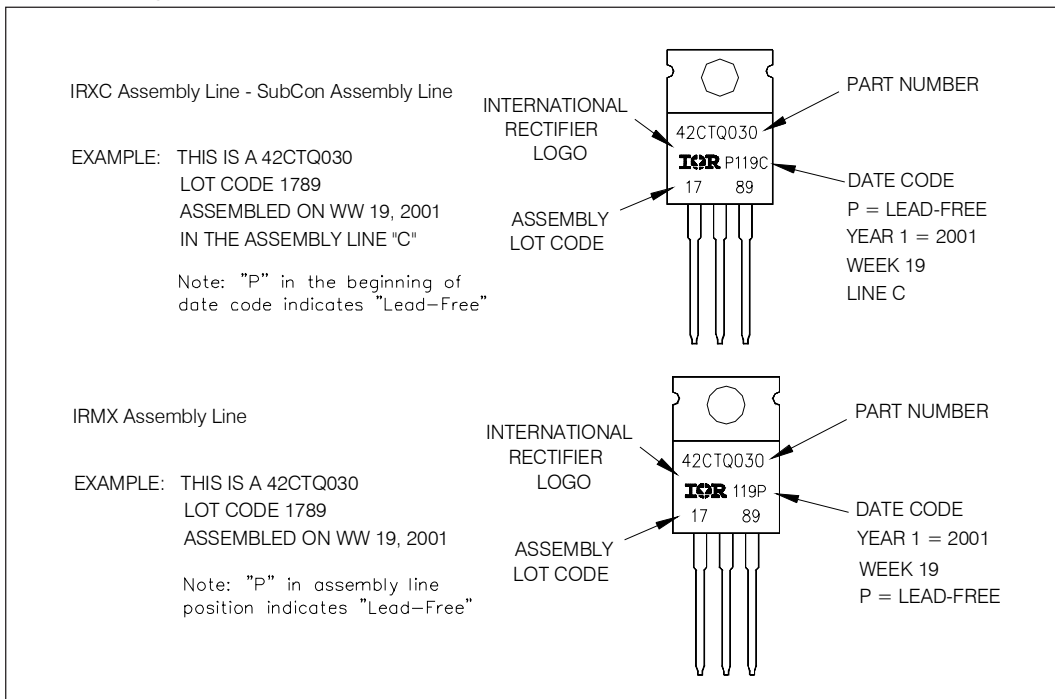 IRXC Assembly Line - SubCon Assembly Line
EXAMPLE: THIS IS A 42CTQ030
LOT CODE 1789
ASSEMBLED ON WW 19, 2001
IN THE ASSEMBLY LINE "C"
Note: "P" in the beginning of
date code indicates "Lead-Free"
INTERNATIONAL
RECTIFIER
LOGO
ASSEMBLY
LOT CODE
42CTQ030
IOR P119C
17 89
PART NUMBER
DATE CODE
P = LEAD-FREE
YEAR 1 = 2001
WEEK 19
LINE C
IRMX Assembly Line
EXAMPLE: THIS IS A 42CTQ030
LOT CODE 1789
ASSEMBLED ON WW 19, 2001
Note: "P" in assembly line
position indicates "Lead-Free"
INTERNATIONAL
RECTIFIER
LOGO
ASSEMBLY
LOT CODE
42CTQ030
IOR 119P
17 89
PART NUMBER
DATE CODE
YEAR 1 = 2001
WEEK 19
P = LEAD-FREE